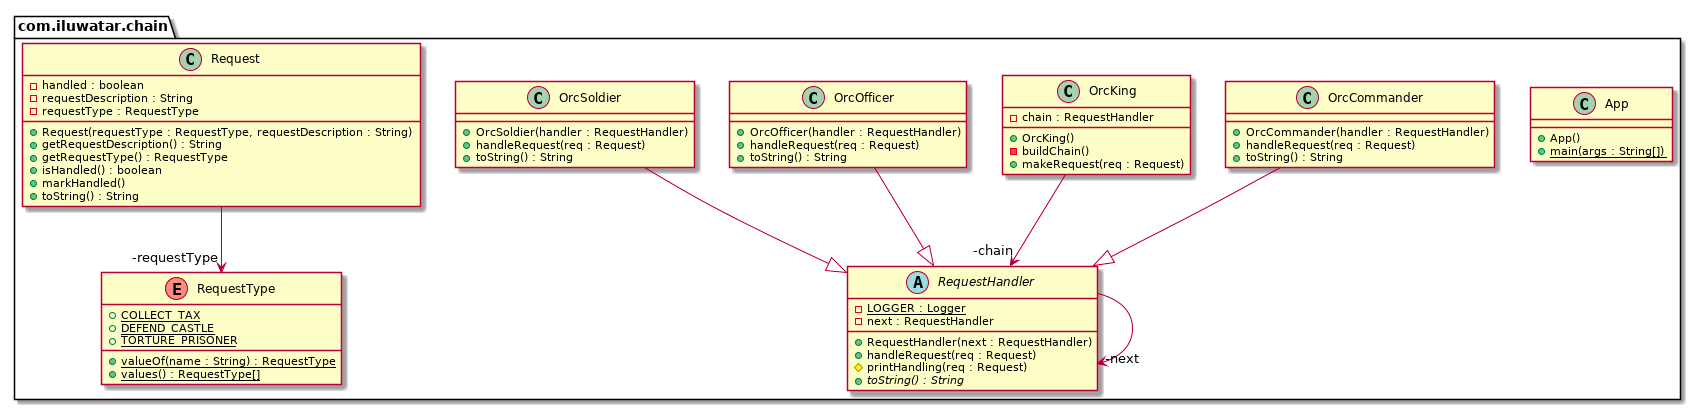 com.iluwatar.chain
C Request
handled : boolean
requestDescription : String
requestType : RequestType
Request(requestType : RequestType, requestDescription : String)
getRequestDescription() : String
getRequestType() : RequestType
isHandled() : boolean
markHandled()
toString() : String
C OrcSoldier
OrcSoldier(handler : RequestHandler)
handleRequest(req : Request)
toString() : String
C OrcOfficer
OrcOfficer(handler : RequestHandler)
handleRequest(req : Request)
toString() : String
C OrcKing
chain : RequestHandler
OrcKing()
buildChain()
makeRequest(req : Request)
C OrcCommander
OrcCommander(handler : RequestHandler)
handleRequest(req : Request)
toString() : String
C App
App()
main(args : String[])
-requestType
-chain
E RequestType
COLLECT_TAX
DEFEND_CASTLE
TORTURE_PRISONER
valueOf(name : String) : RequestType
values() : RequestType[]
A RequestHandler
LOGGER : Logger
next : RequestHandler
RequestHandler(next : RequestHandler)
handleRequest(req : Request)
printHandling(req : Request)
toString() : String
-next